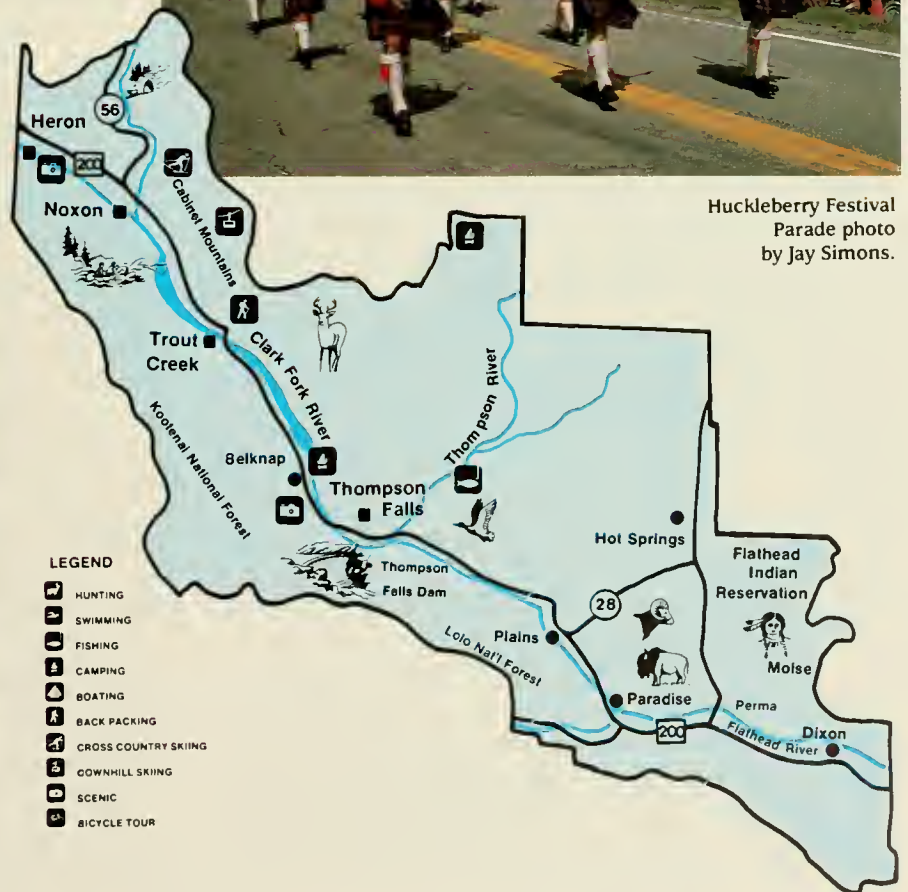 Huckleberry Festival
Parade photo
by Jay Simons.
56
Heron
200
Noxon
Cabinet Mountains
Trout
Creek
Clark Fork River
Thompson River
Kootenai National Forest
Belknap
Thompson
Falls
Hot Springs
Thompson
Falls Dam
Flathead
Indian
Reservation
28
Plains
Lolo Nat'l Forest
Moise
Paradise
Perma
200
Flathead River
Dixon
LEGEND
HUNTING
SWIMMING
FISHING
CAMPING
BOATING
BACK PACKING
CROSS COUNTRY SKIING
DOWNHILL SKIING
SCENIC
BICYCLE TOUR